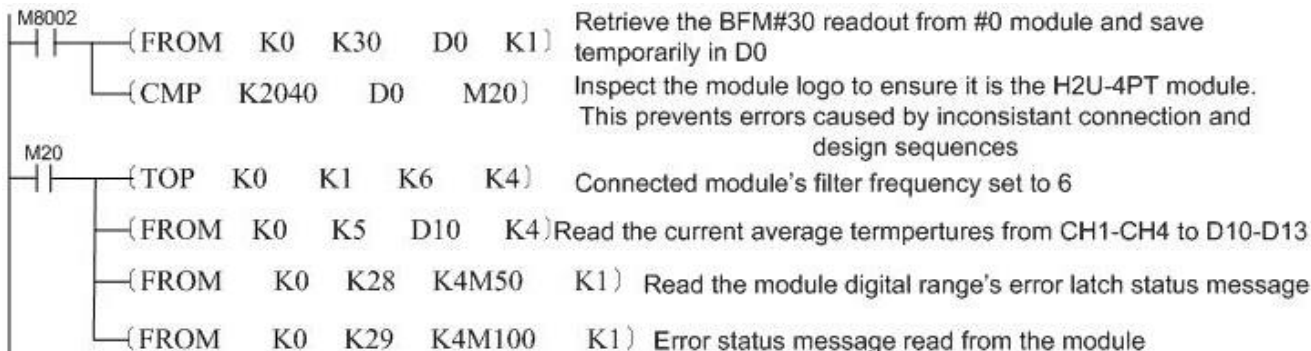 M8002
(FROM K0 K30 D0 K1)
Retrieve the BFM#30 readout from #0 module and save
temporarily in D0
(CMP K2040 D0 M20)
Inspect the module logo to ensure it is the H2U-4PT module.
This prevents errors caused by inconsistant connection and
design sequences
M20
(TOP K0 K1 K6 K4)
Connected module's filter frequency set to 6
(FROM K0 K5 D10 K4)
Read the current average termpertures from CH1-CH4 to D10-D13
(FROM K0 K28 K4M50 K1)
Read the module digital range's error latch status message
(FROM K0 K29 K4M100 K1)
Error status message read from the module